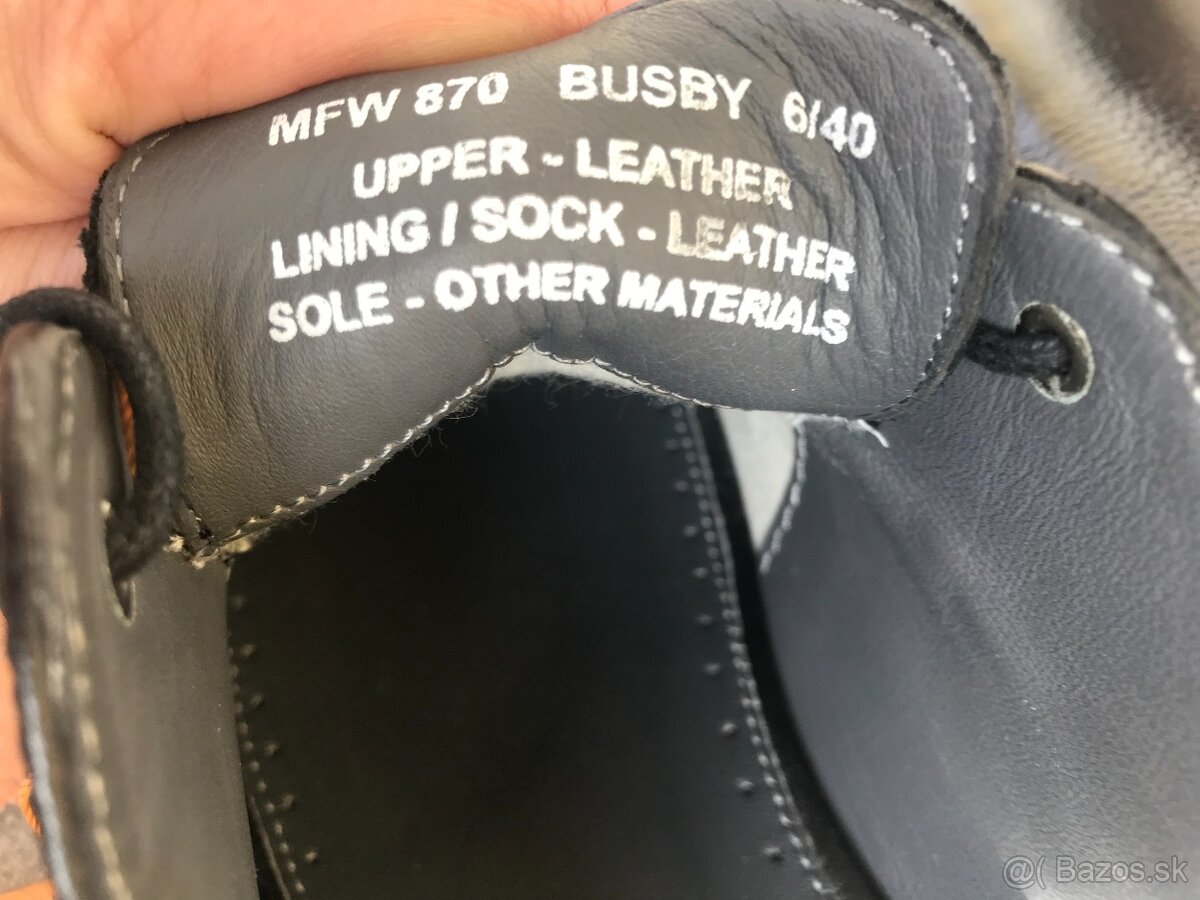 MFW 870 BUSBY 6/40
UPPER - LEATHER
LINING / SOCK - LEATHER
SOLE - OTHER MATERIALS
@( Bazos.sk